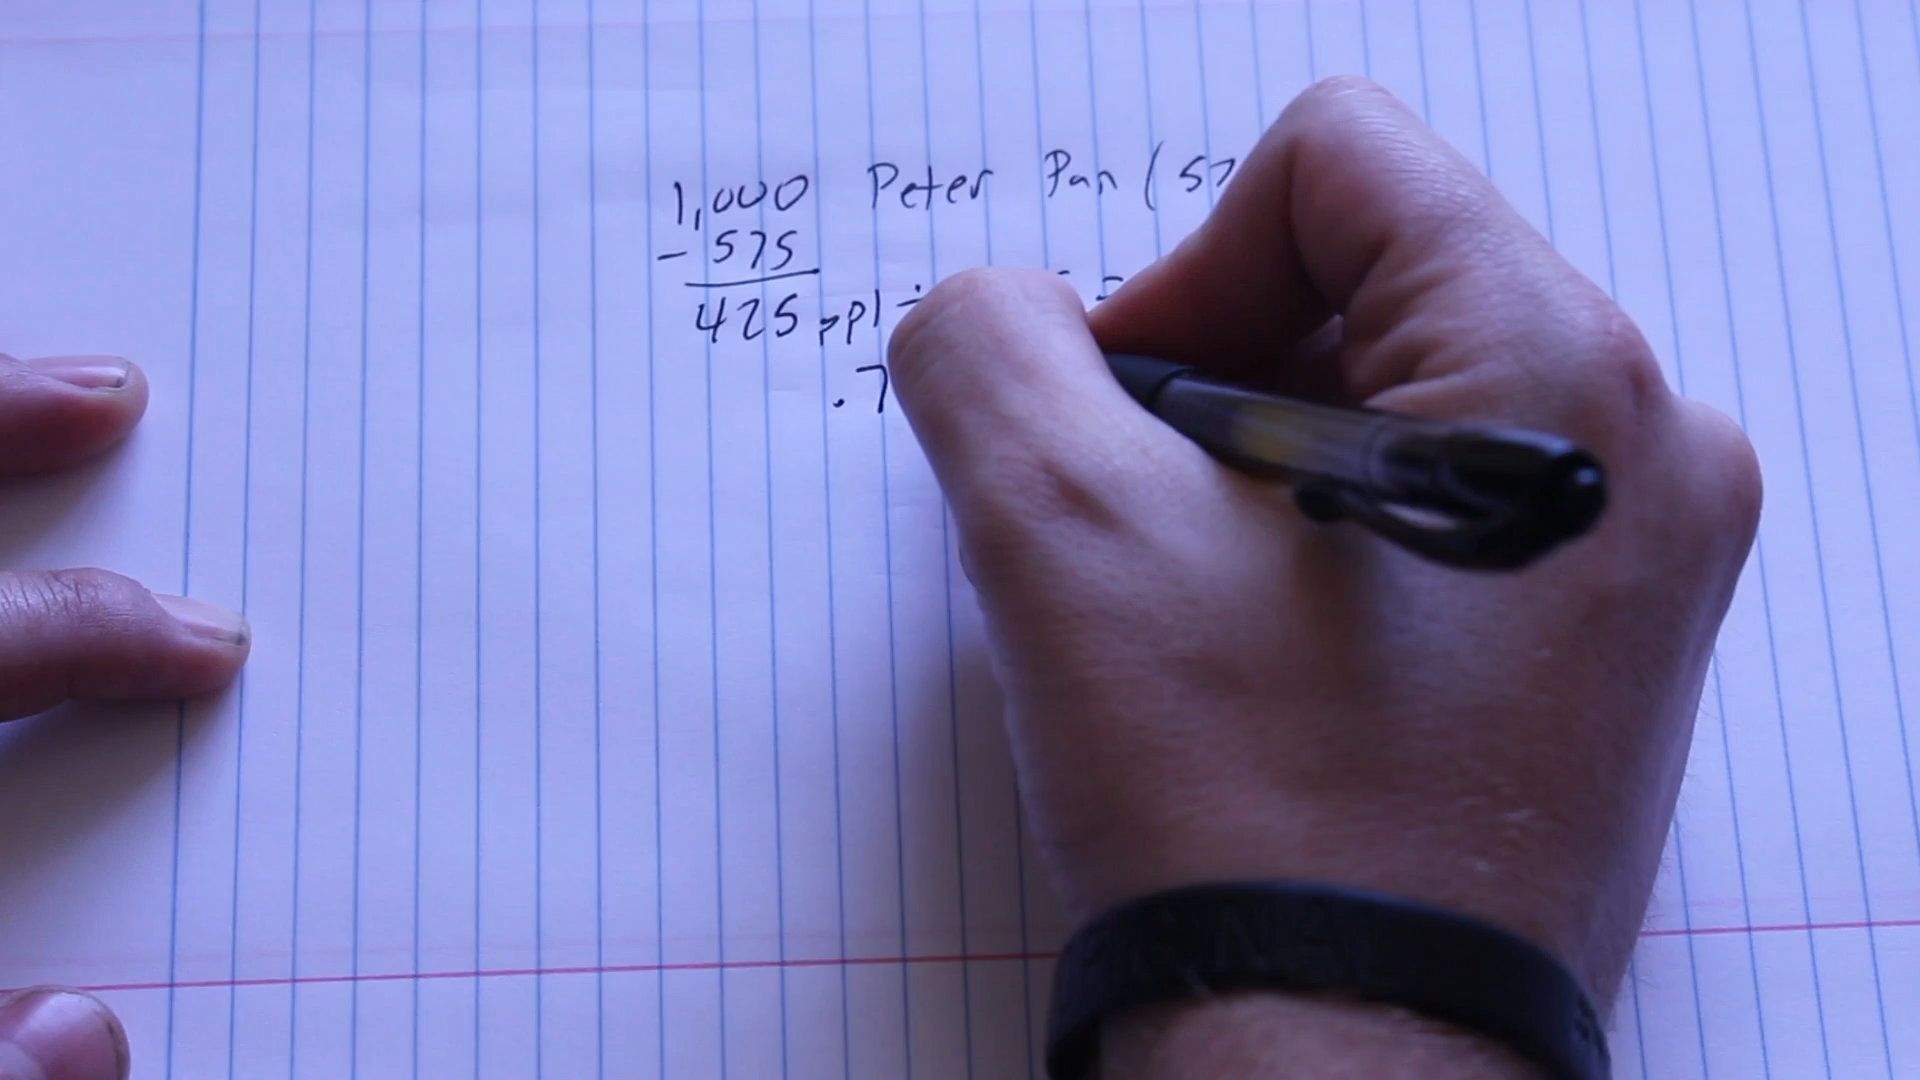 1,000 Peter Pan (57
- 575
425 ppl ÷ =
.7